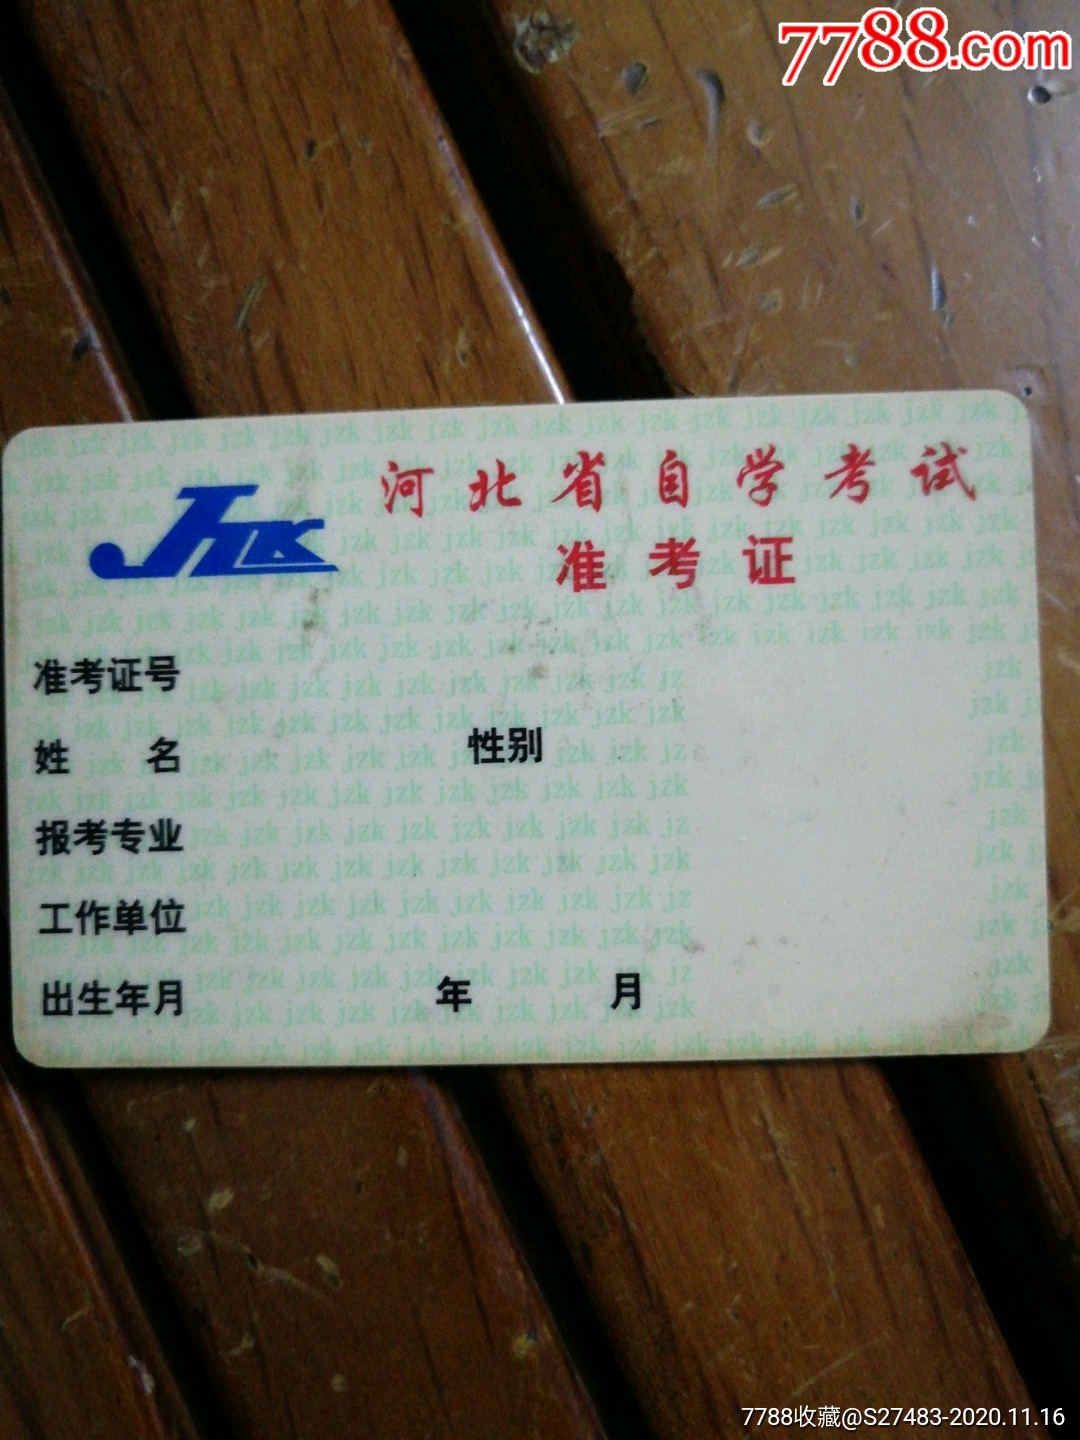 7788.com
河北省自学考试
JZK
准考证
准考证号
姓 名 性别
报考专业
工作单位
出生年月 年 月
7788收藏@S27483-2020.11.16